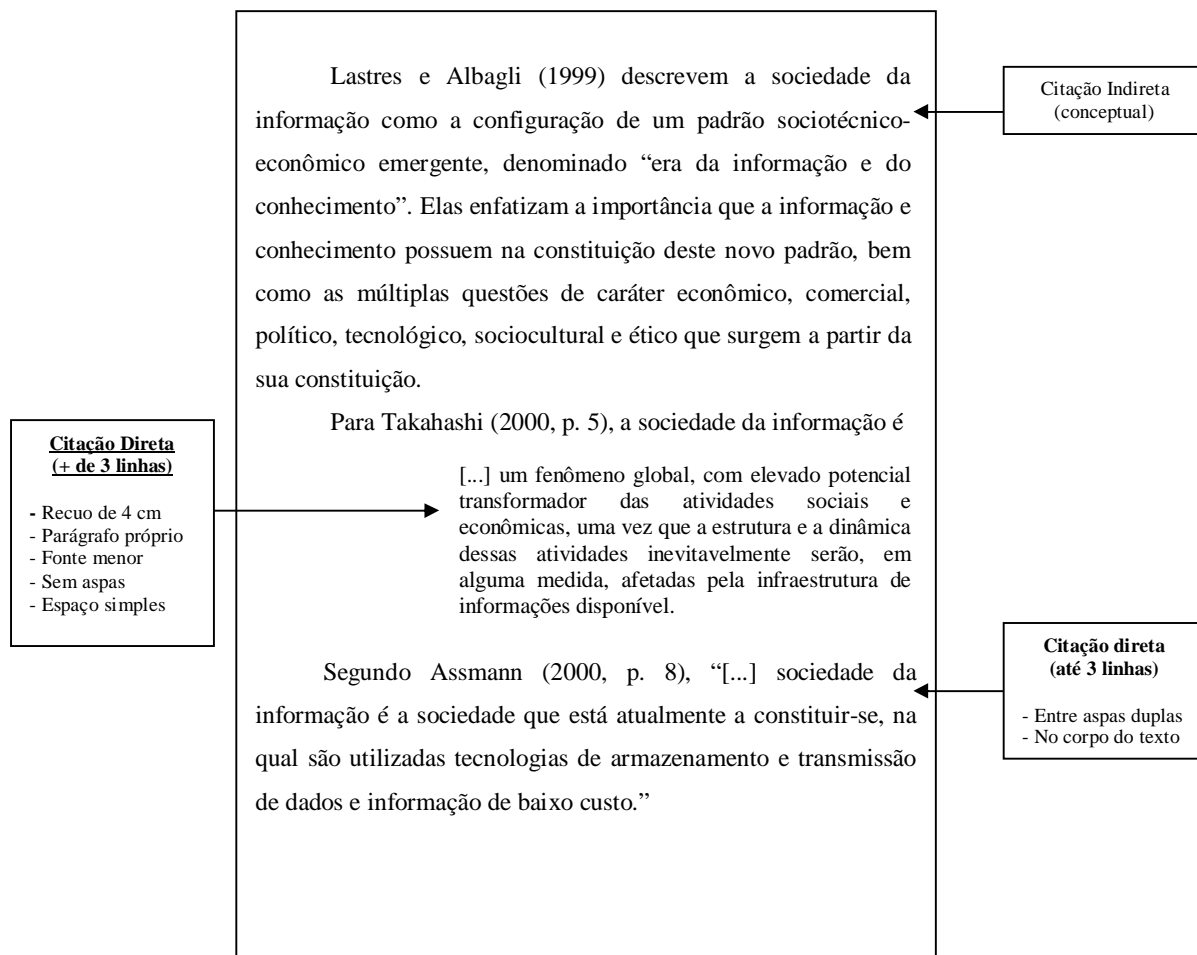 Lastres e Albagli (1999) descrevem a sociedade da
informação como a configuração de um padrão sociotécnico-
econômico emergente, denominado “era da informação e do
conhecimento”. Elas enfatizam a importância que a informação e
conhecimento possuem na constituição deste novo padrão, bem
como as múltiplas questões de caráter econômico, comercial,
político, tecnológico, sociocultural e ético que surgem a partir da
sua constituição.
Citação Indireta
(conceptual)
Para Takahashi (2000, p. 5), a sociedade da informação é
Citação Direta
(+ de 3 linhas)
- Recuo de 4 cm
- Parágrafo próprio
- Fonte menor
- Sem aspas
- Espaço simples
[...] um fenômeno global, com elevado potencial
transformador das atividades sociais e
econômicas, uma vez que a estrutura e a dinâmica
dessas atividades inevitavelmente serão, em
alguma medida, afetadas pela infraestrutura de
informações disponível.
Segundo Assmann (2000, p. 8), “[...] sociedade da
informação é a sociedade que está atualmente a constituir-se, na
qual são utilizadas tecnologias de armazenamento e transmissão
de dados e informação de baixo custo.”
Citação direta
(até 3 linhas)
- Entre aspas duplas
- No corpo do texto